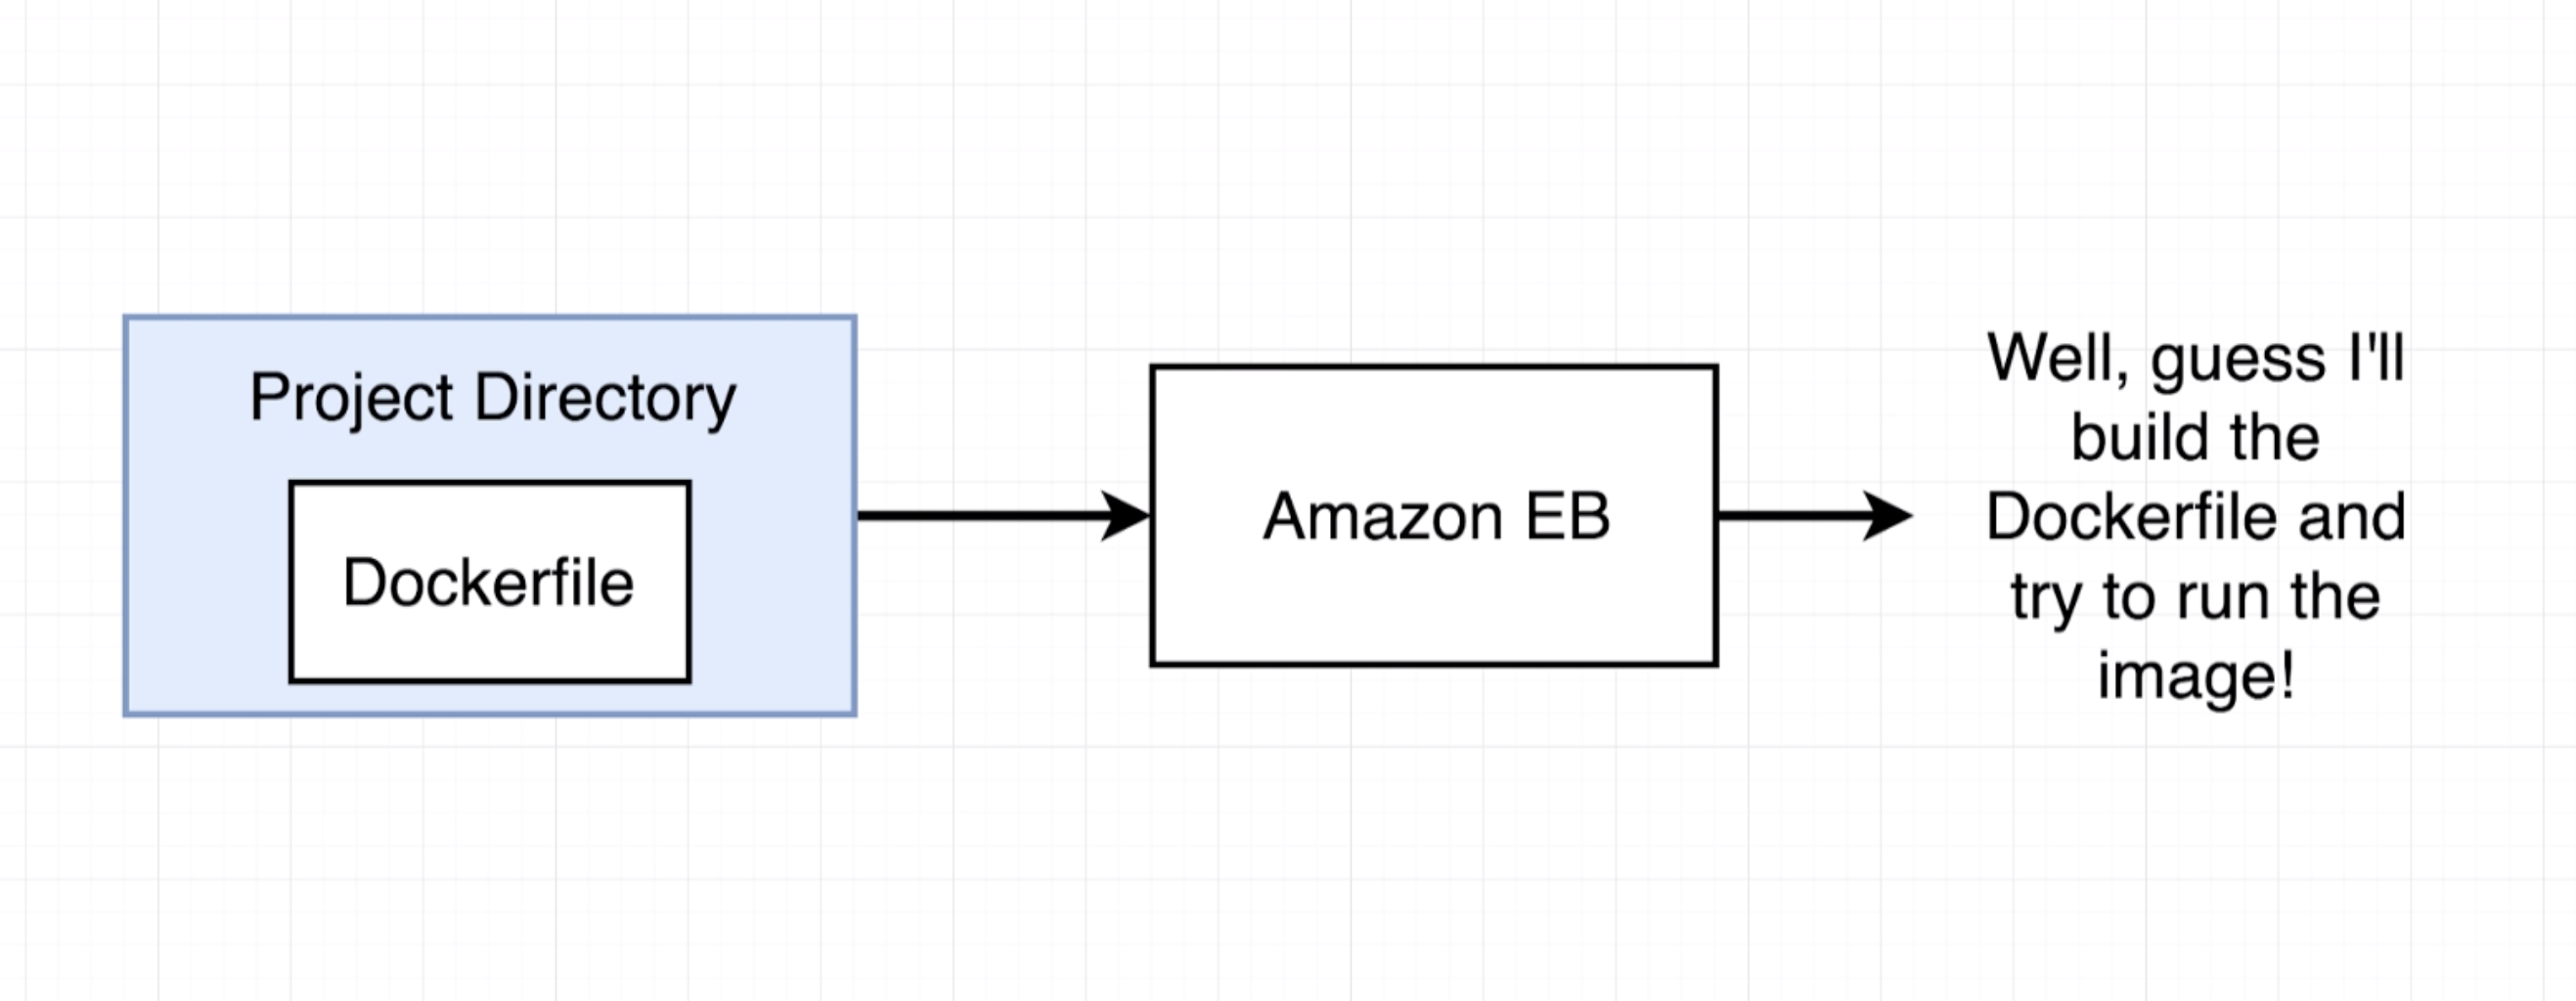 Project Directory
Dockerfile
Amazon EB
Well, guess I'll
build the
Dockerfile and
try to run the
image!